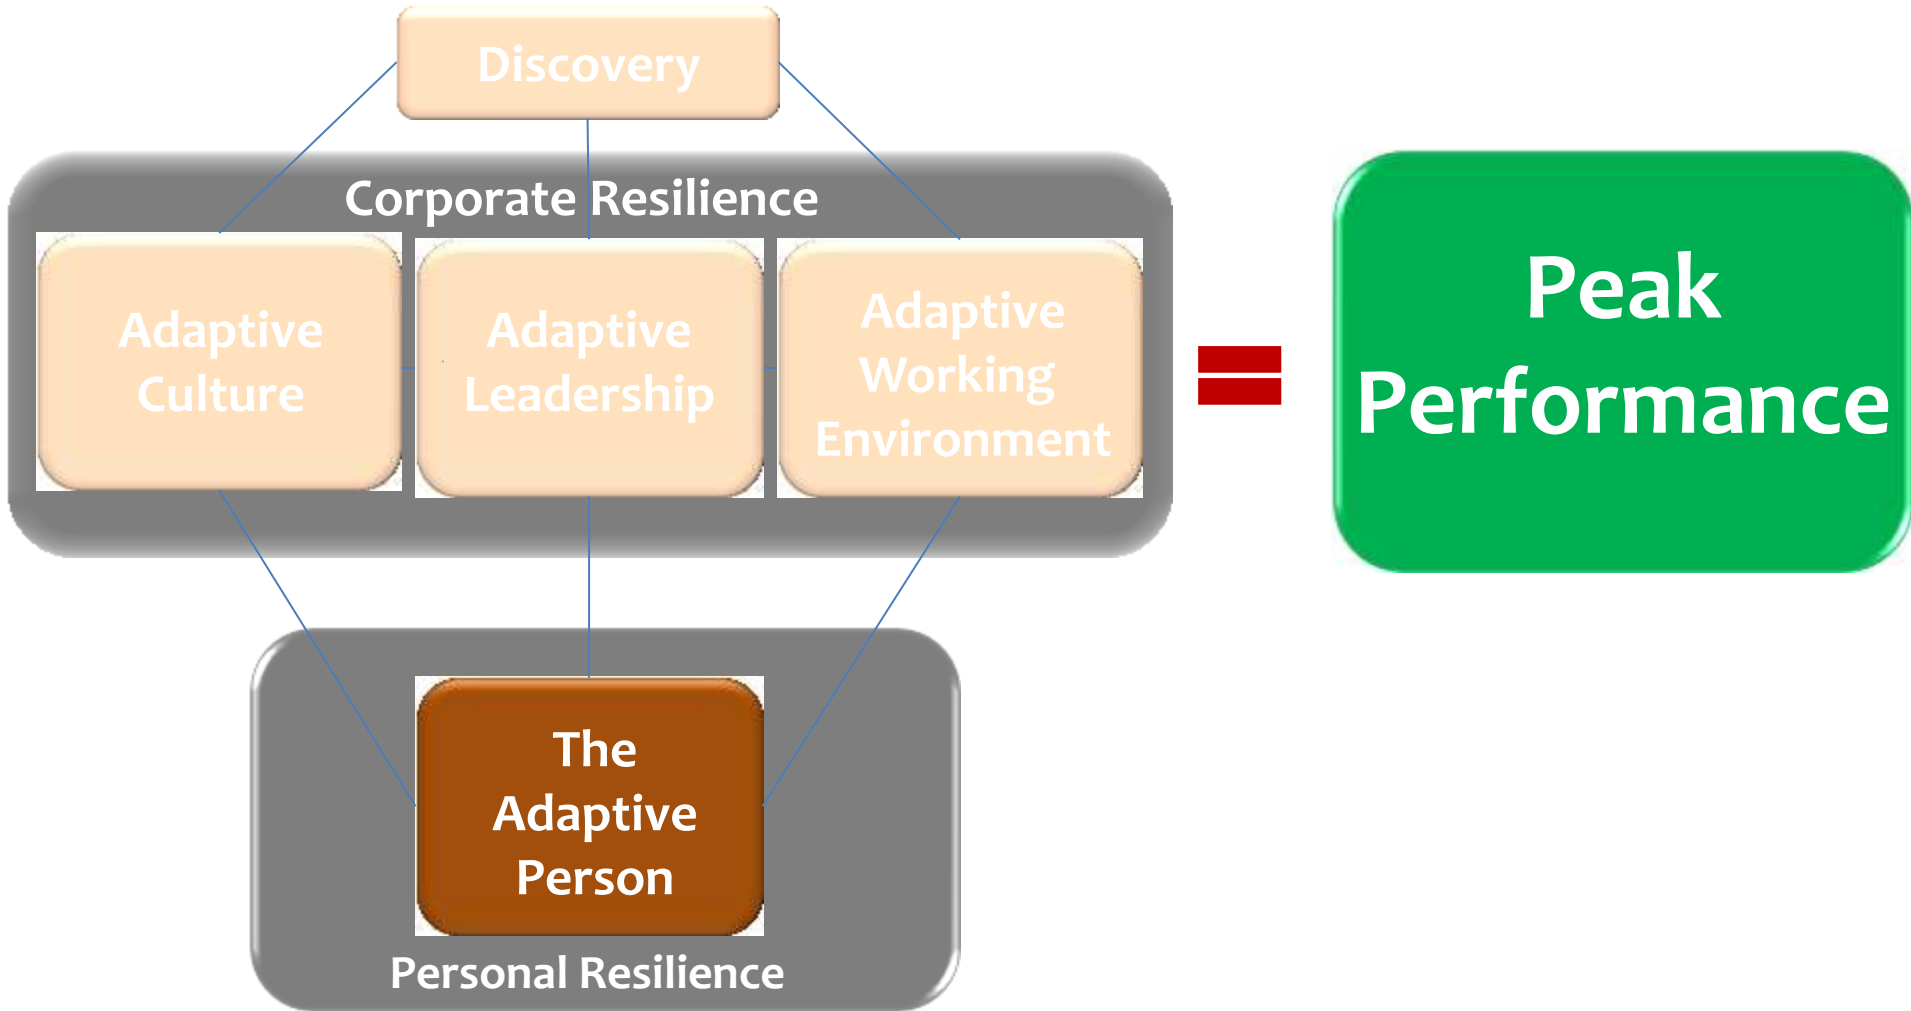 Discovery
Corporate Resilience
Adaptive
Culture
Adaptive
Leadership
Adaptive
Working
Environment
=
Peak
Performance
The
Adaptive
Person
Personal Resilience